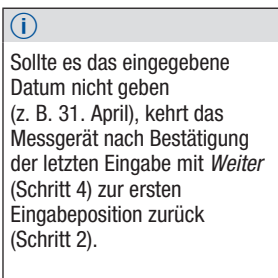 i
Sollte es das eingegebene
Datum nicht geben
(z. B. 31. April), kehrt das
Messgerät nach Bestätigung
der letzten Eingabe mit Weiter
(Schritt 4) zur ersten
Eingabeposition zurück
(Schritt 2).